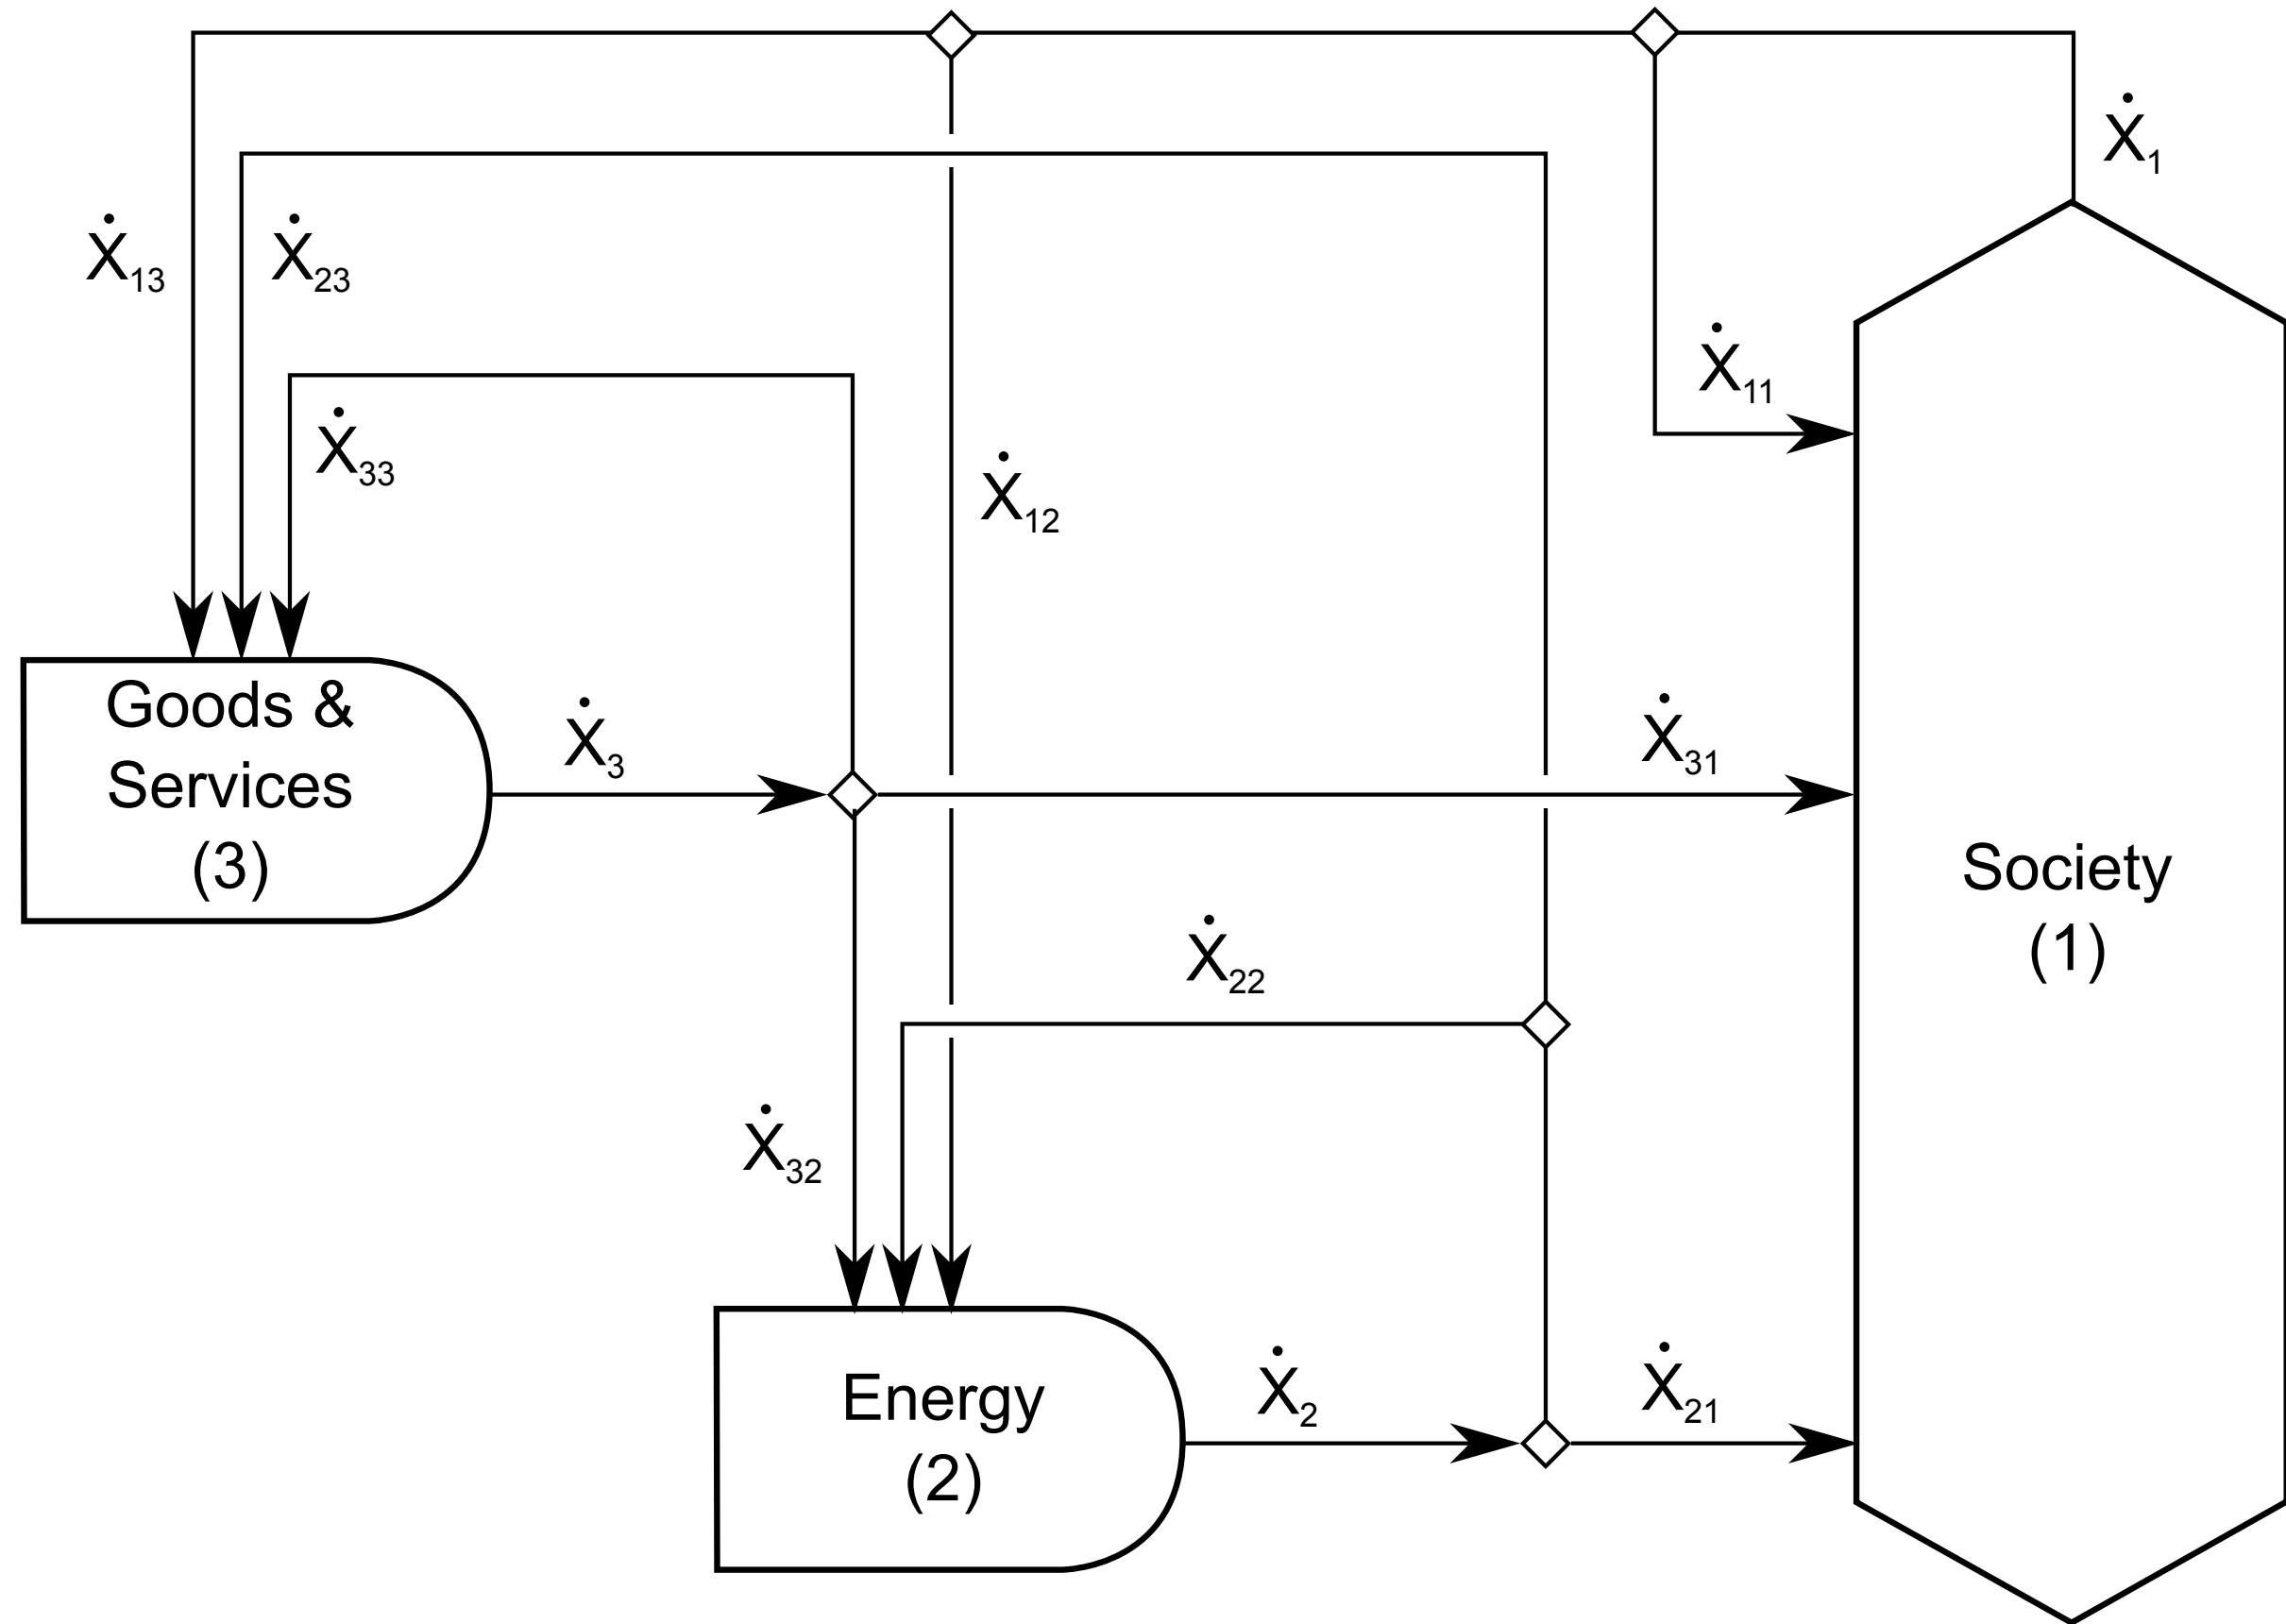 Ẋ₁
Ẋ₁₃
Ẋ₂₃
Ẋ₁₁
Ẋ₃₃
Ẋ₁₂
Goods &
Services
(3)
Ẋ₃
Ẋ₃₁
Society
(1)
Ẋ₂₂
Ẋ₃₂
Energy
(2)
Ẋ₂
Ẋ₂₁